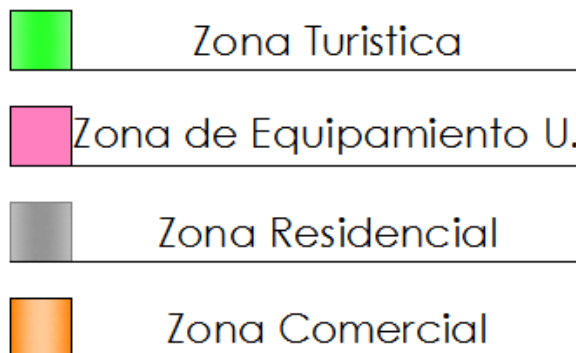 Zona Turistica
Zona de Equipamiento U.
Zona Residencial
Zona Comercial